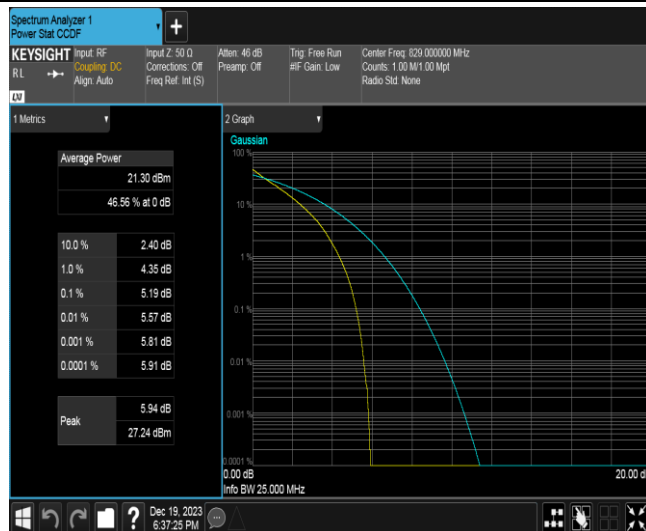 Spectrum Analyzer 1
Power Stat CCDF
+
KEYSIGHT
RL
Input: RF
Coupling: DC
Align: Auto
Input Z: 50 Ω
Corrections: Off
Freq Ref: Int (S)
Atten: 46 dB
Preamp: Off
Trig: Free Run
#IF Gain: Low
Center Freq: 829.000000 MHz
Counts: 1.00 M/1.00 Mpt
Radio Std: None
LXI
1 Metrics
Average Power
21.30 dBm
46.56 % at 0 dB
10.0 % 2.40 dB
1.0 % 4.35 dB
0.1 % 5.19 dB
0.01 % 5.57 dB
0.001 % 5.81 dB
0.0001 % 5.91 dB
Peak
5.94 dB
27.24 dBm
2 Graph
Gaussian
100 %
10 %
1 %
0.1 %
0.01 %
0.001 %
0.0001 %
0.00 dB
20.00 d
Info BW 25.000 MHz
?
Dec 19, 2023
6:37:25 PM